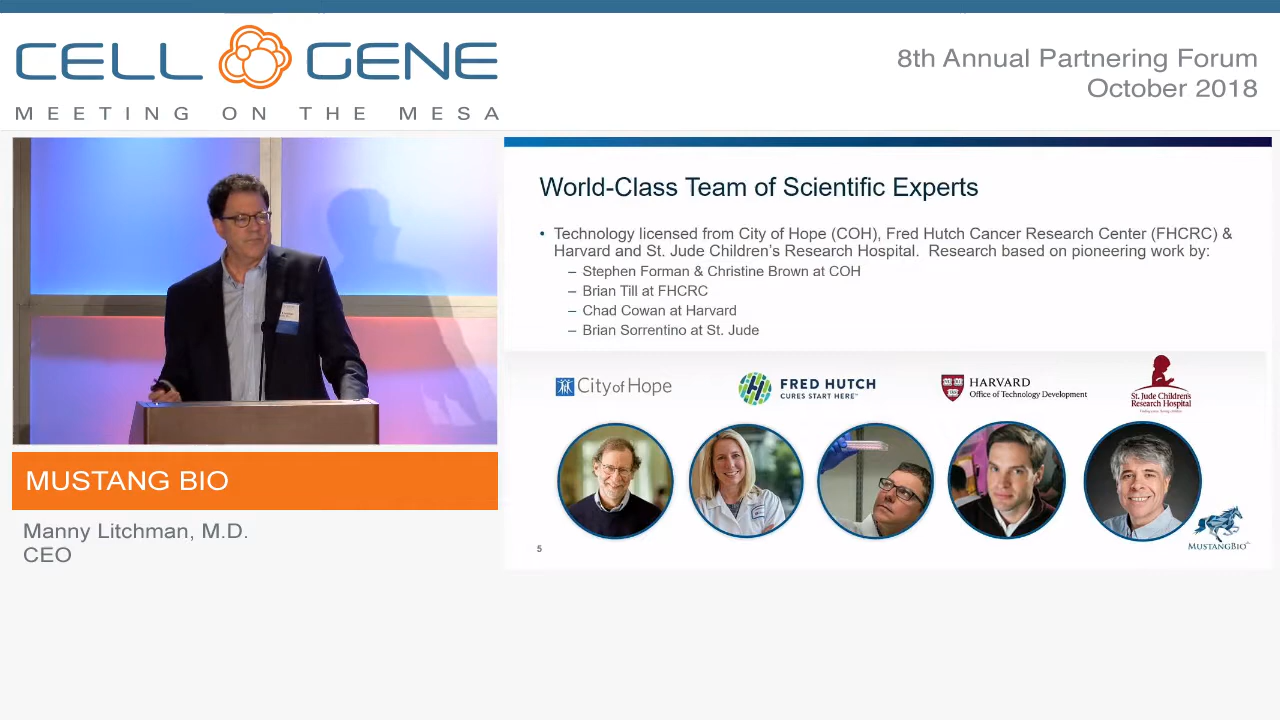 CELL GENE
MEETING ON THE MESA
8th Annual Partnering Forum
October 2018
World-Class Team of Scientific Experts
• Technology licensed from City of Hope (COH), Fred Hutch Cancer Research Center (FHCRC) &
Harvard and St. Jude Children's Research Hospital. Research based on pioneering work by:
– Stephen Forman & Christine Brown at COH
– Brian Till at FHCRC
– Chad Cowan at Harvard
– Brian Sorrentino at St. Jude
City of Hope
FRED HUTCH
CURES START HERE™
HARVARD
Office of Technology Development
St. Jude Children's
Research Hospital
5
MUSTANGBIO
MUSTANG BIO
Manny Litchman, M.D.
CEO